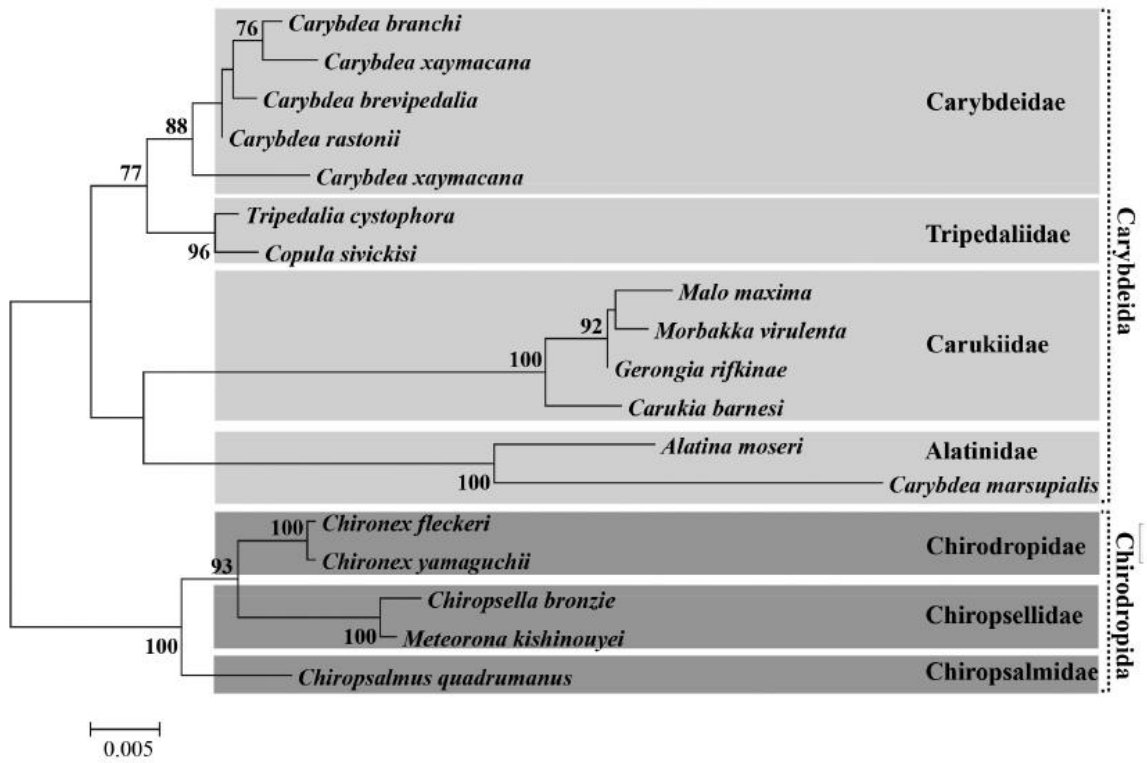 76
Carybdea branchi
Carybdea xaymacana
Carybdea brevipedalia
Carybdeidae
88
Carybdea rastonii
77
Carybdea xaymacana
Tripedalia cystophora
Tripedaliidae
96
Copula sivickisi
Carybdeida
Malo maxima
92
Morbakka virulenta
Carukiidae
100
Gerongia rifkinae
Carukia barnesi
Alatina moseri
Alatinidae
100
Carybdea marsupialis
100
Chironex fleckeri
Chirodropidae
93
Chironex yamaguchii
Chirodropida
Chiropsella bronzie
Chiropsellidae
100
Meteorona kishinouyei
100
Chiropsalmus quadrumanus
Chiropsalmidae
0.005